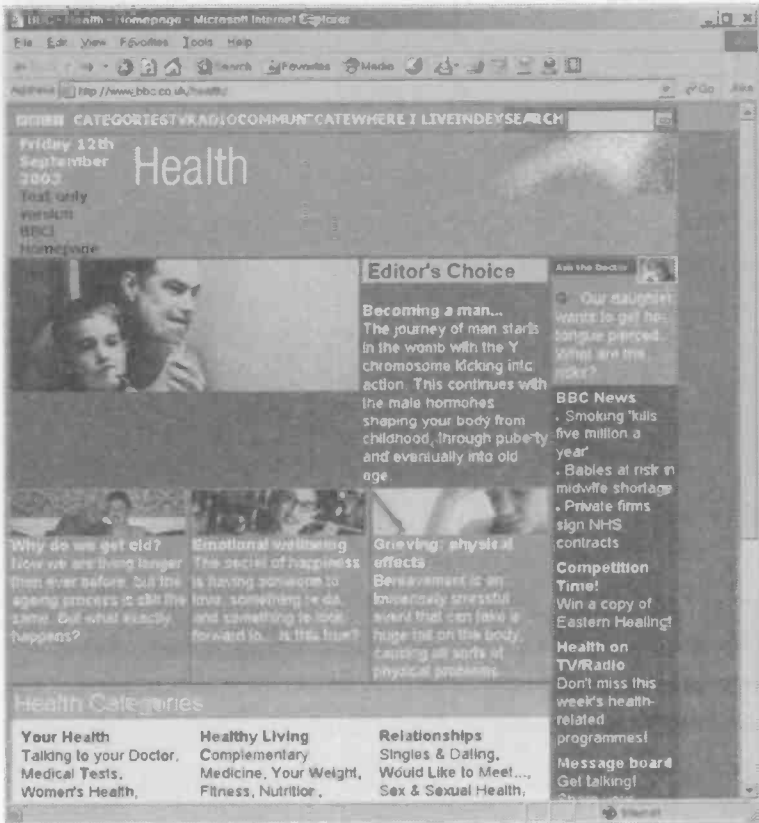 BBC - Health - Homepage - Microsoft Internet Explorer
File Edit View Favorites Tools Help
Search Favorites Media
Address http://www.bbc.co.uk/health/
Go
CATEGORIES TV RADIO COMMUNICATE WHERE I LIVE INDEX SEARCH
Friday 12th
September
2003
Text only
version
BBCi
Homepage
Health
Editor's Choice
Becoming a man...
The journey of man starts
in the womb with the Y
chromosome kicking into
action. This continues with
the male hormones
shaping your body from
childhood, through puberty
and eventually into old
age.
Ask the Doctor
Our daughter
wants to get her
tongue pierced.
What are the
risks?
BBC News
. Smoking 'kills
five million a
year'
. Babies at risk in
midwife shortage
. Private firms
sign NHS
contracts
Competition
Time!
Win a copy of
Eastern Healing!
Health on
TV/Radio
Don't miss this
week's health-
related
programmes!
Message board
Get talking!
Why do we get old?
Now we are living longer
than ever before, but the
ageing process is still the
same. But what exactly
happens?
Emotional wellbeing
The secret of happiness
is having someone to
love, something to do,
and something to look
forward to... is this true?
Grieving: physical
effects
Bereavement is an
immensely stressful
event that can take a
huge toll on the body,
causing all sorts of
physical problems.
Health Categories
Your Health
Talking to your Doctor,
Medical Tests,
Women's Health,
Healthy Living
Complementary
Medicine, Your Weight,
Fitness, Nutrition,
Relationships
Singles & Dating,
Would Like to Meet...,
Sex & Sexual Health,
Internet